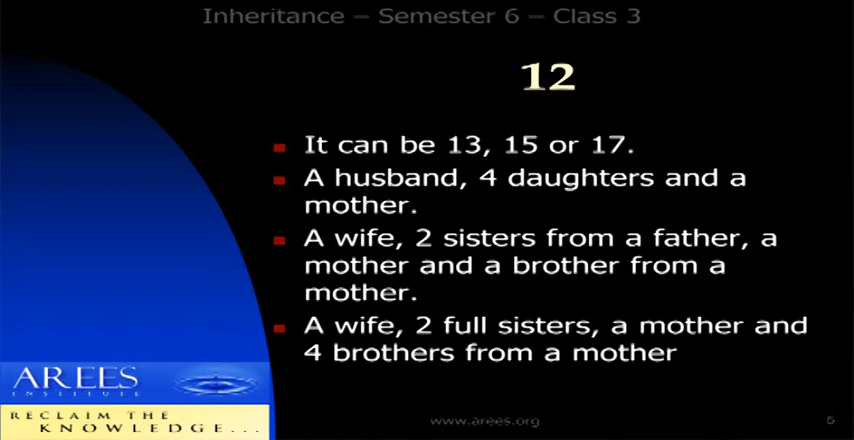 Inheritance – Semester 6 – Class 3
12
It can be 13, 15 or 17.
A husband, 4 daughters and a
mother.
A wife, 2 sisters from a father, a
mother and a brother from a
mother.
A wife, 2 full sisters, a mother and
4 brothers from a mother
AREES
INSTITUTE
RECLAIM THE
KNOWLEDGE...
www.arees.org
5